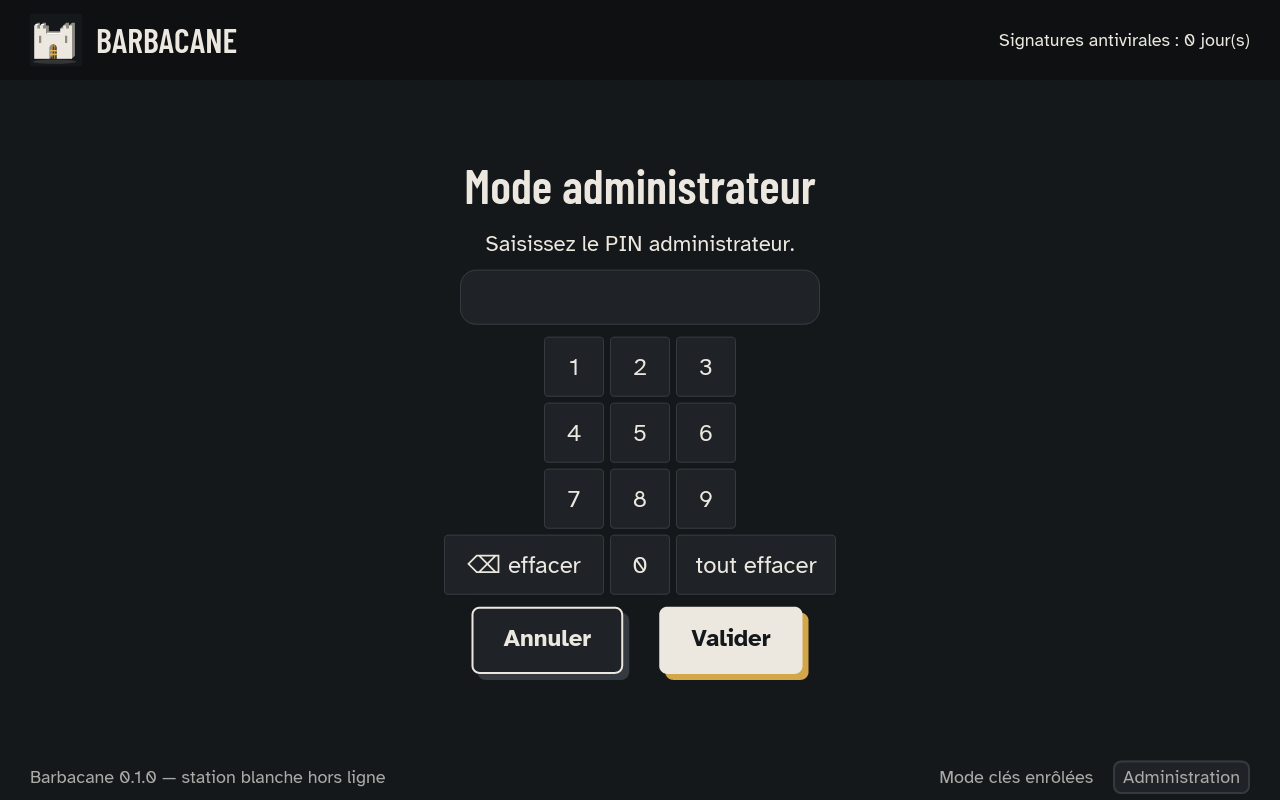 BARBACANE
Signatures antivirales : 0 jour(s)
Mode administrateur
Saisissez le PIN administrateur.
1 2 3
4 5 6
7 8 9
⌫ effacer 0 tout effacer
Annuler Valider
Barbacane 0.1.0 — station blanche hors ligne
Mode clés enrôlées Administration